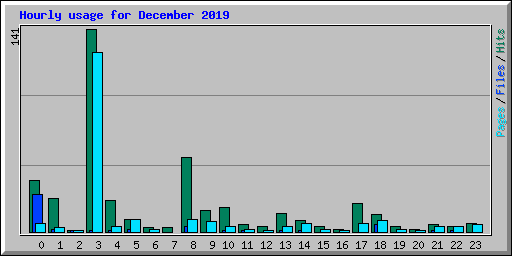 Hourly usage for December 2019
141
Pages/Files/Hits
0 1 2 3 4 5 6 7 8 9 10 11 12 13 14 15 16 17 18 19 20 21 22 23